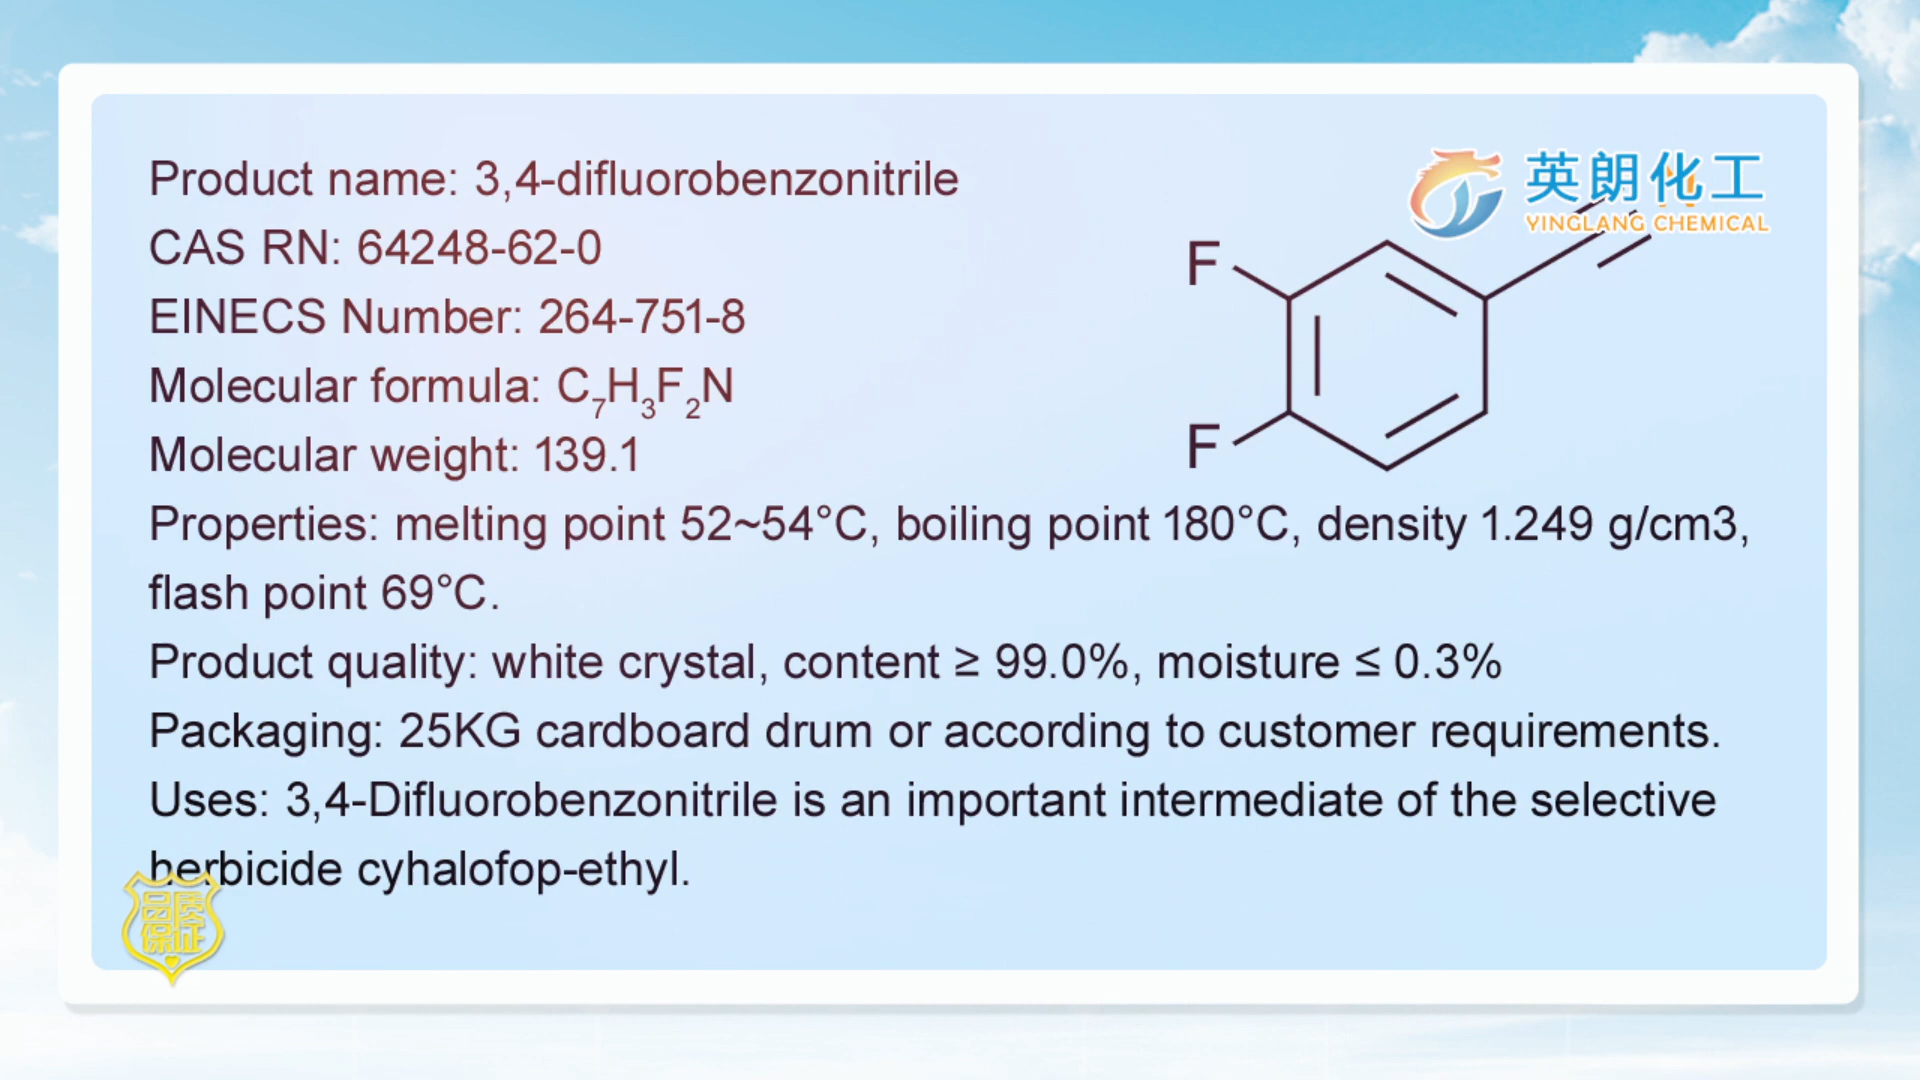 Product name: 3,4-difluorobenzonitrile
英朗化工
YINGLANG CHEMICAL
CAS RN: 64248-62-0
F
EINECS Number: 264-751-8
Molecular formula: C₇H₃F₂N
Molecular weight: 139.1
F
Properties: melting point 52~54°C, boiling point 180°C, density 1.249 g/cm3,
flash point 69°C.
Product quality: white crystal, content ≥ 99.0%, moisture ≤ 0.3%
Packaging: 25KG cardboard drum or according to customer requirements.
Uses: 3,4-Difluorobenzonitrile is an important intermediate of the selective
herbicide cyhalofop-ethyl.
品质
保证